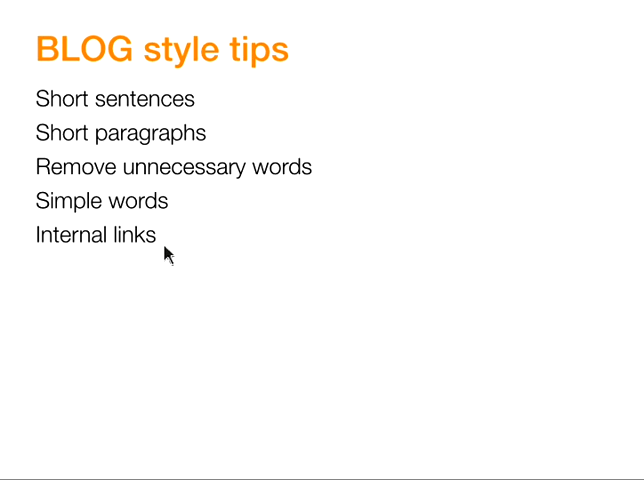 BLOG style tips
Short sentences
Short paragraphs
Remove unnecessary words
Simple words
Internal links